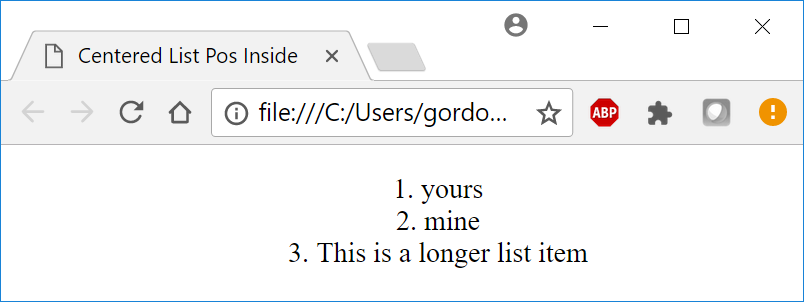 Centered List Pos Inside
file:///C:/Users/gordo...
ABP
1. yours
2. mine
3. This is a longer list item